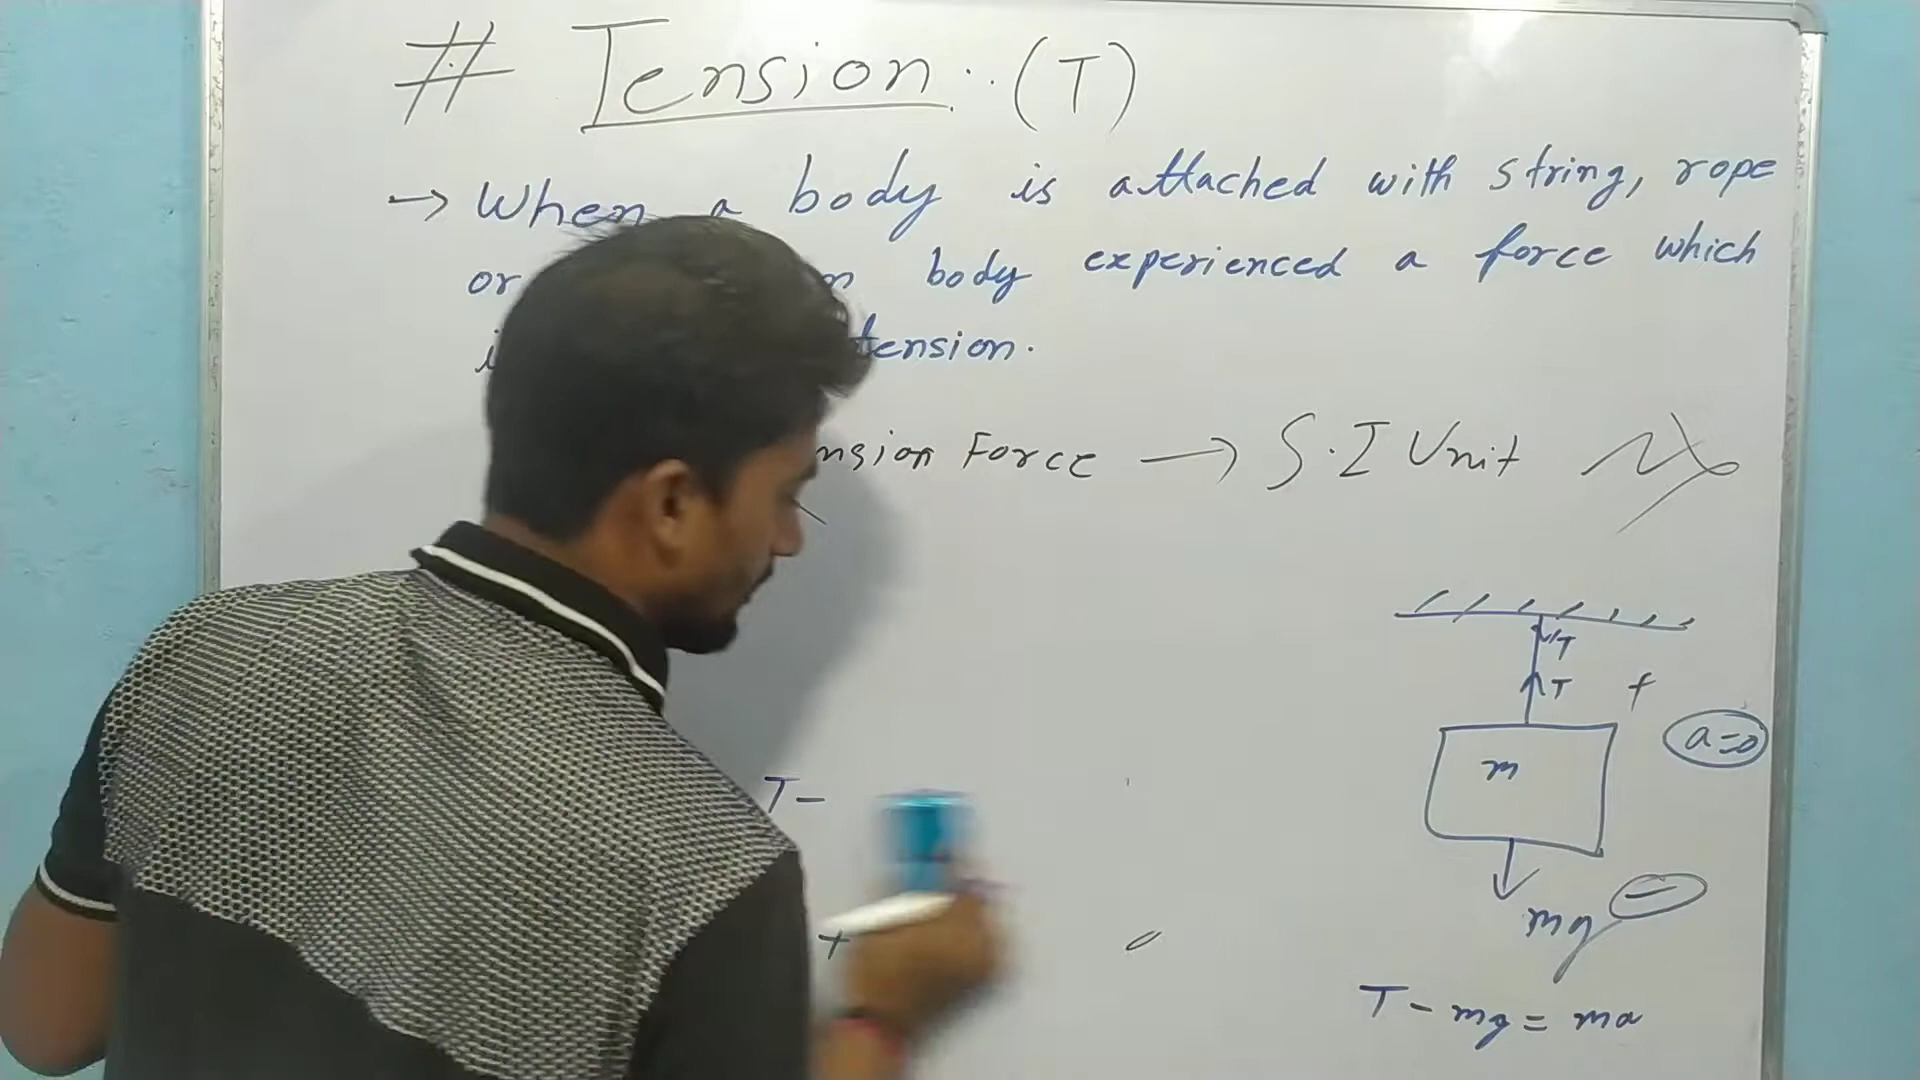 # Tension :. (T)
→ When a body is attached with string, rope
or body experienced a force which
tension.
nsion Force → S.I Unit N
T
T +
a=0
m
mg -
T -
+
T - mg = ma